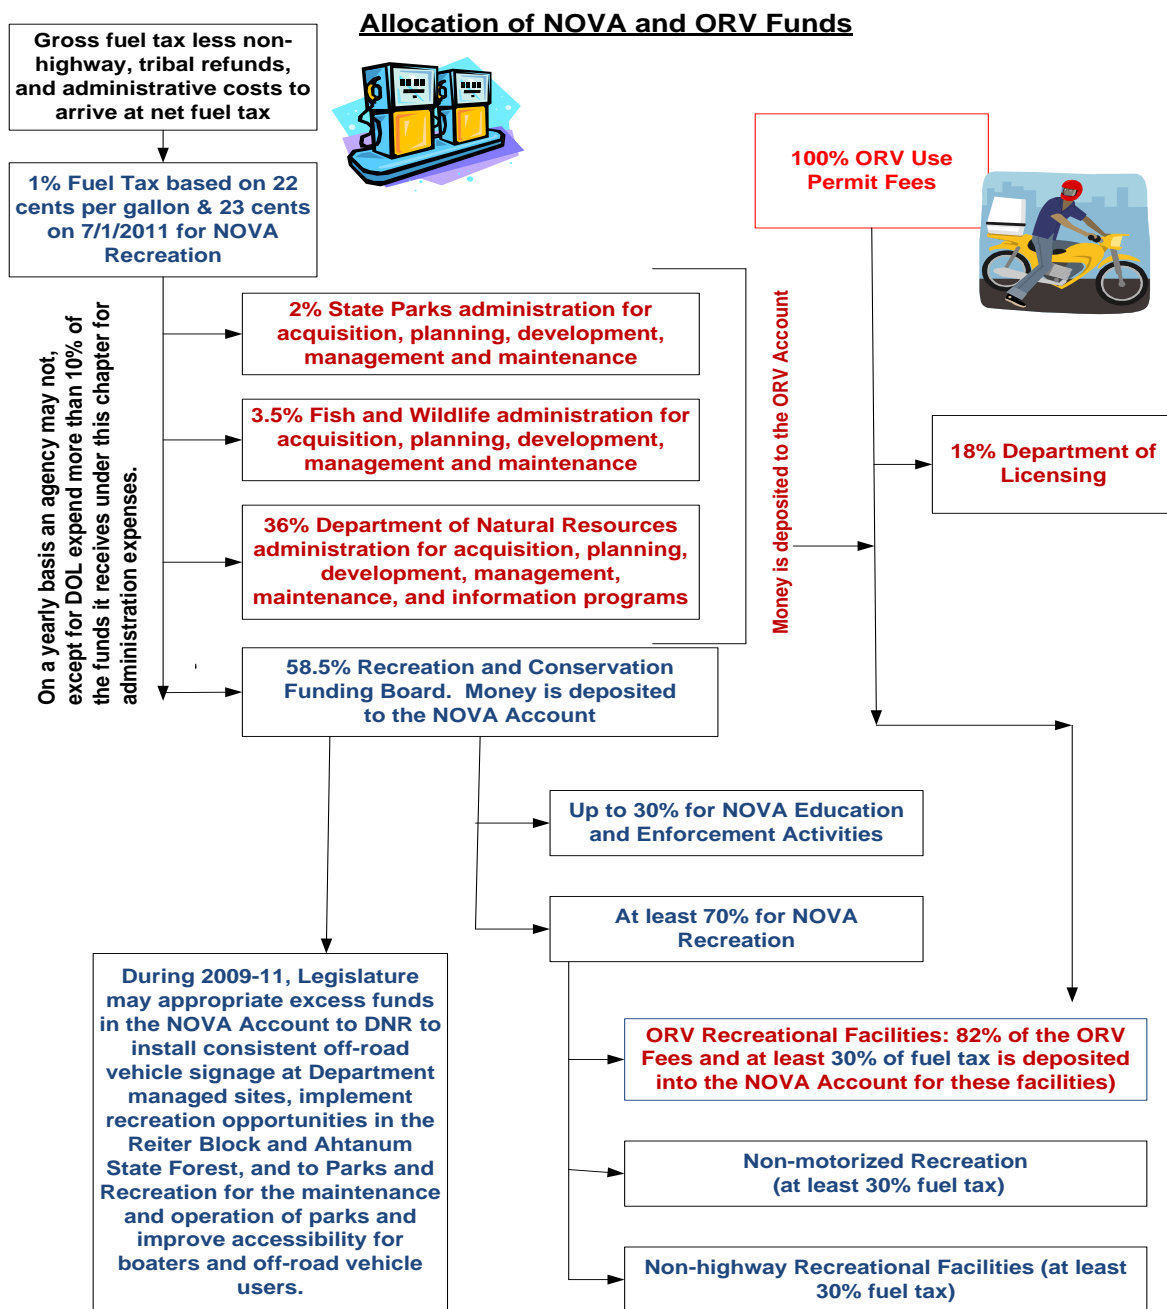 Allocation of NOVA and ORV Funds
Gross fuel tax less non-
highway, tribal refunds,
and administrative costs to
arrive at net fuel tax
1% Fuel Tax based on 22
cents per gallon & 23 cents
on 7/1/2011 for NOVA
Recreation
100% ORV Use
Permit Fees
On a yearly basis an agency may not,
except for DOL expend more than 10% of
the funds it receives under this chapter for
administration expenses.
2% State Parks administration for
acquisition, planning, development,
management and maintenance
3.5% Fish and Wildlife administration for
acquisition, planning, development,
management and maintenance
36% Department of Natural Resources
administration for acquisition, planning,
development, management,
maintenance, and information programs
Money is deposited to the ORV Account
18% Department of
Licensing
58.5% Recreation and Conservation
Funding Board.  Money is deposited
to the NOVA Account
Up to 30% for NOVA Education
and Enforcement Activities
At least 70% for NOVA
Recreation
During 2009-11, Legislature
may appropriate excess funds
in the NOVA Account to DNR to
install consistent off-road
vehicle signage at Department
managed sites, implement
recreation opportunities in the
Reiter Block and Ahtanum
State Forest, and to Parks and
Recreation for the maintenance
and operation of parks and
improve accessibility for
boaters and off-road vehicle
users.
ORV Recreational Facilities: 82% of the ORV
Fees and at least 30% of fuel tax is deposited
into the NOVA Account for these facilities)
Non-motorized Recreation
(at least 30% fuel tax)
Non-highway Recreational Facilities (at least
30% fuel tax)